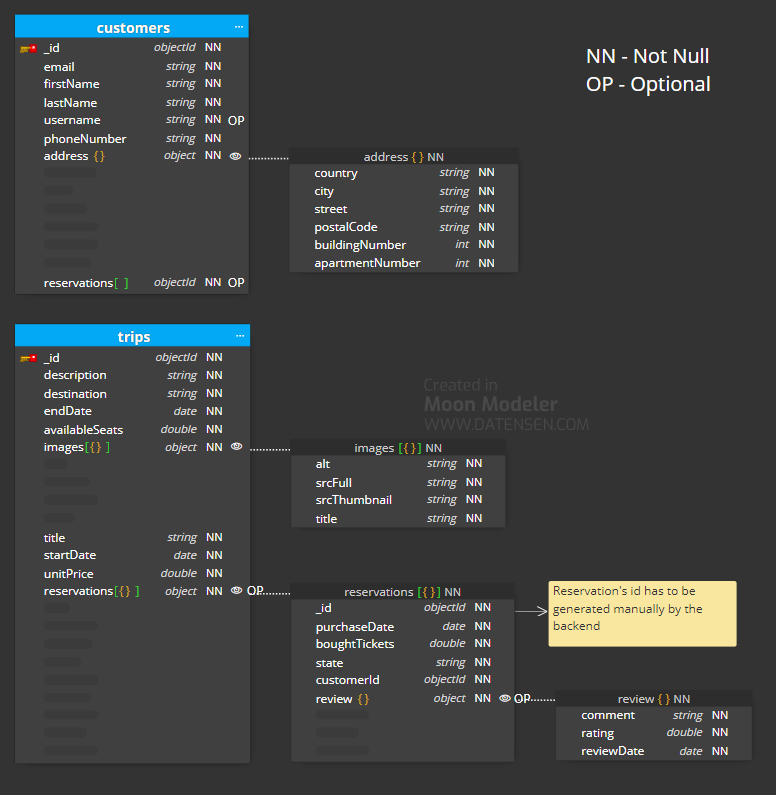 customers ...
_id objectId NN
email string NN
firstName string NN
lastName string NN
username string NN OP
phoneNumber string NN
address {} object NN
reservations[ ] objectId NN OP
NN - Not Null
OP - Optional
address {} NN
country string NN
city string NN
street string NN
postalCode string NN
buildingNumber int NN
apartmentNumber int NN
trips ...
_id objectId NN
description string NN
destination string NN
endDate date NN
availableSeats double NN
images[{} ] object NN
title string NN
startDate date NN
unitPrice double NN
reservations[{} ] object NN OP
Created in
Moon Modeler
WWW.DATENSEN.COM
images [{}] NN
alt string NN
srcFull string NN
srcThumbnail string NN
title string NN
reservations [{}] NN
_id objectId NN
purchaseDate date NN
boughtTickets double NN
state string NN
customerId objectId NN
review {} object NN OP
Reservation's id has to be
generated manually by the
backend
review {} NN
comment string NN
rating double NN
reviewDate date NN